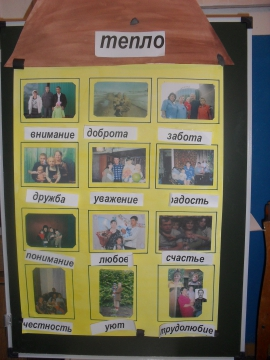 тепло
внимание доброта забота
дружба уважение радость
понимание любовь счастье
честность уют трудолюбие